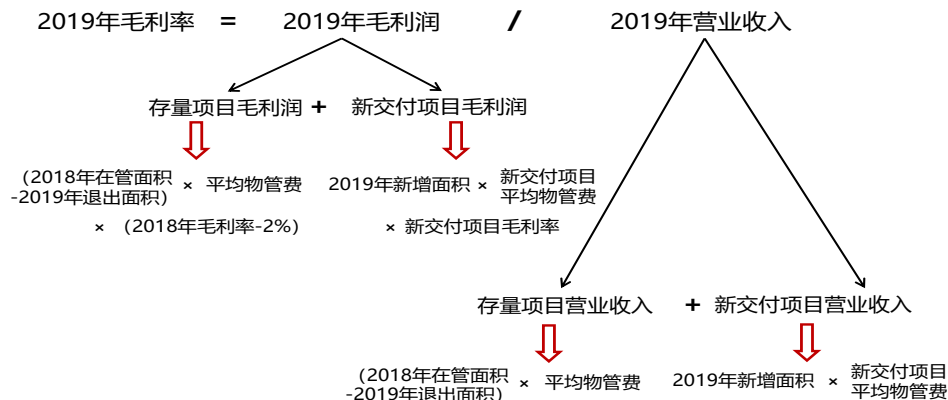 2019年毛利率 = 2019年毛利润 / 2019年营业收入
存量项目毛利润 + 新交付项目毛利润
(2018年在管面积
-2019年退出面积) × 平均物管费
2019年新增面积 × 新交付项目
平均物管费
× (2018年毛利率-2%)
× 新交付项目毛利率
存量项目营业收入 + 新交付项目营业收入
(2018年在管面积
-2019年退出面积) × 平均物管费
2019年新增面积 × 新交付项目
平均物管费